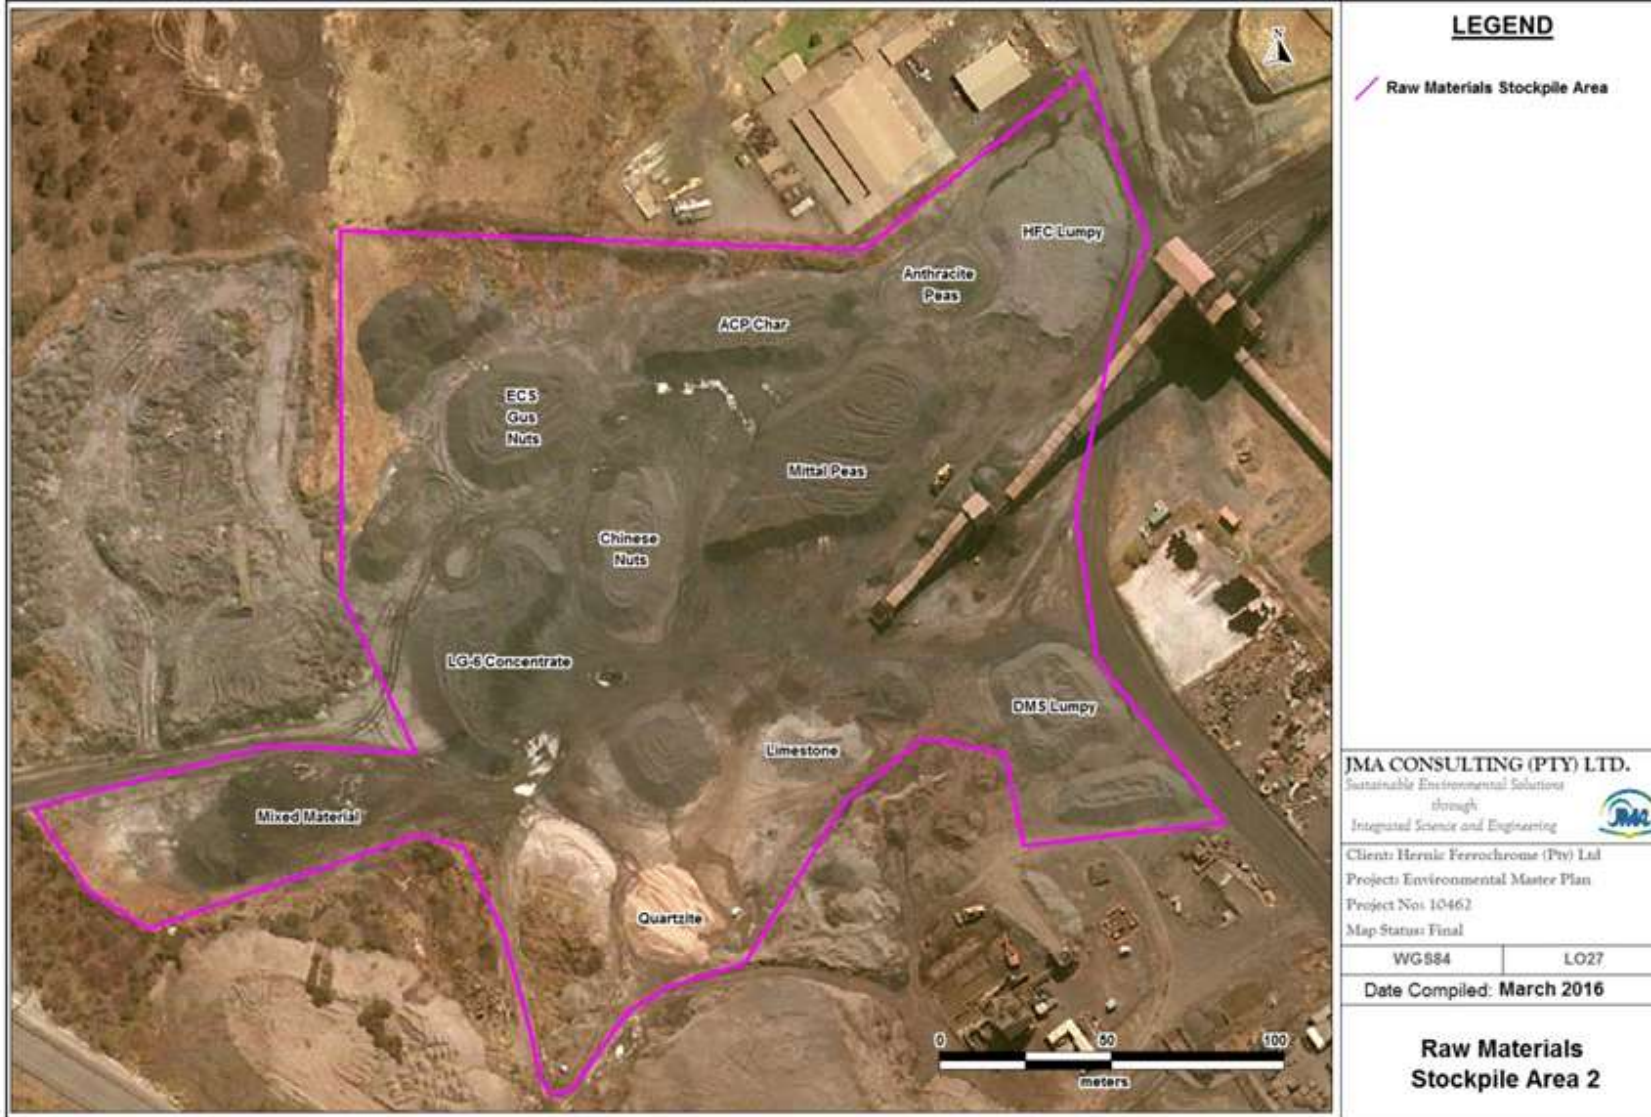 N
HFC Lumpy
Anthracite
Peas
ACP Char
ECS
Gus
Nuts
Mittal Peas
Chinese
Nuts
LG-6 Concentrate
DMS Lumpy
Limestone
Mixed Material
Quartzite
0 50 100
meters
LEGEND
Raw Materials Stockpile Area
JMA CONSULTING (PTY) LTD.
Sustainable Environmental Solutions
through
Integrated Science and Engineering
JMA
Client: Hernic Ferrochrome (Pty) Ltd
Project: Environmental Master Plan
Project No: 10462
Map Status: Final
WGS84 LO27
Date Compiled: March 2016
Raw Materials
Stockpile Area 2